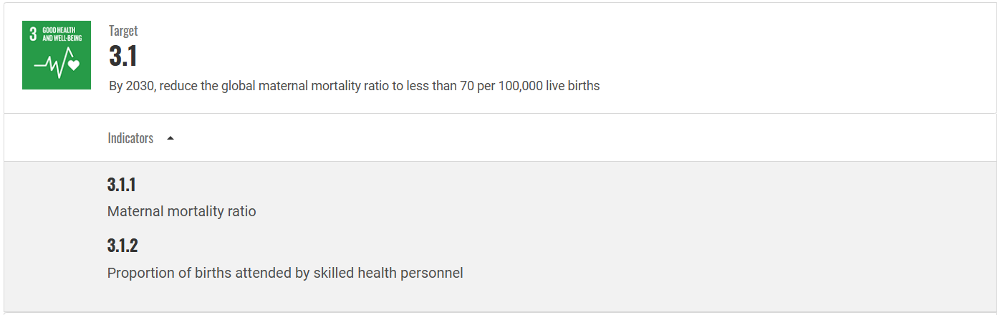 3 GOOD HEALTH
AND WELL-BEING
Target
3.1
By 2030, reduce the global maternal mortality ratio to less than 70 per 100,000 live births
Indicators
3.1.1
Maternal mortality ratio
3.1.2
Proportion of births attended by skilled health personnel